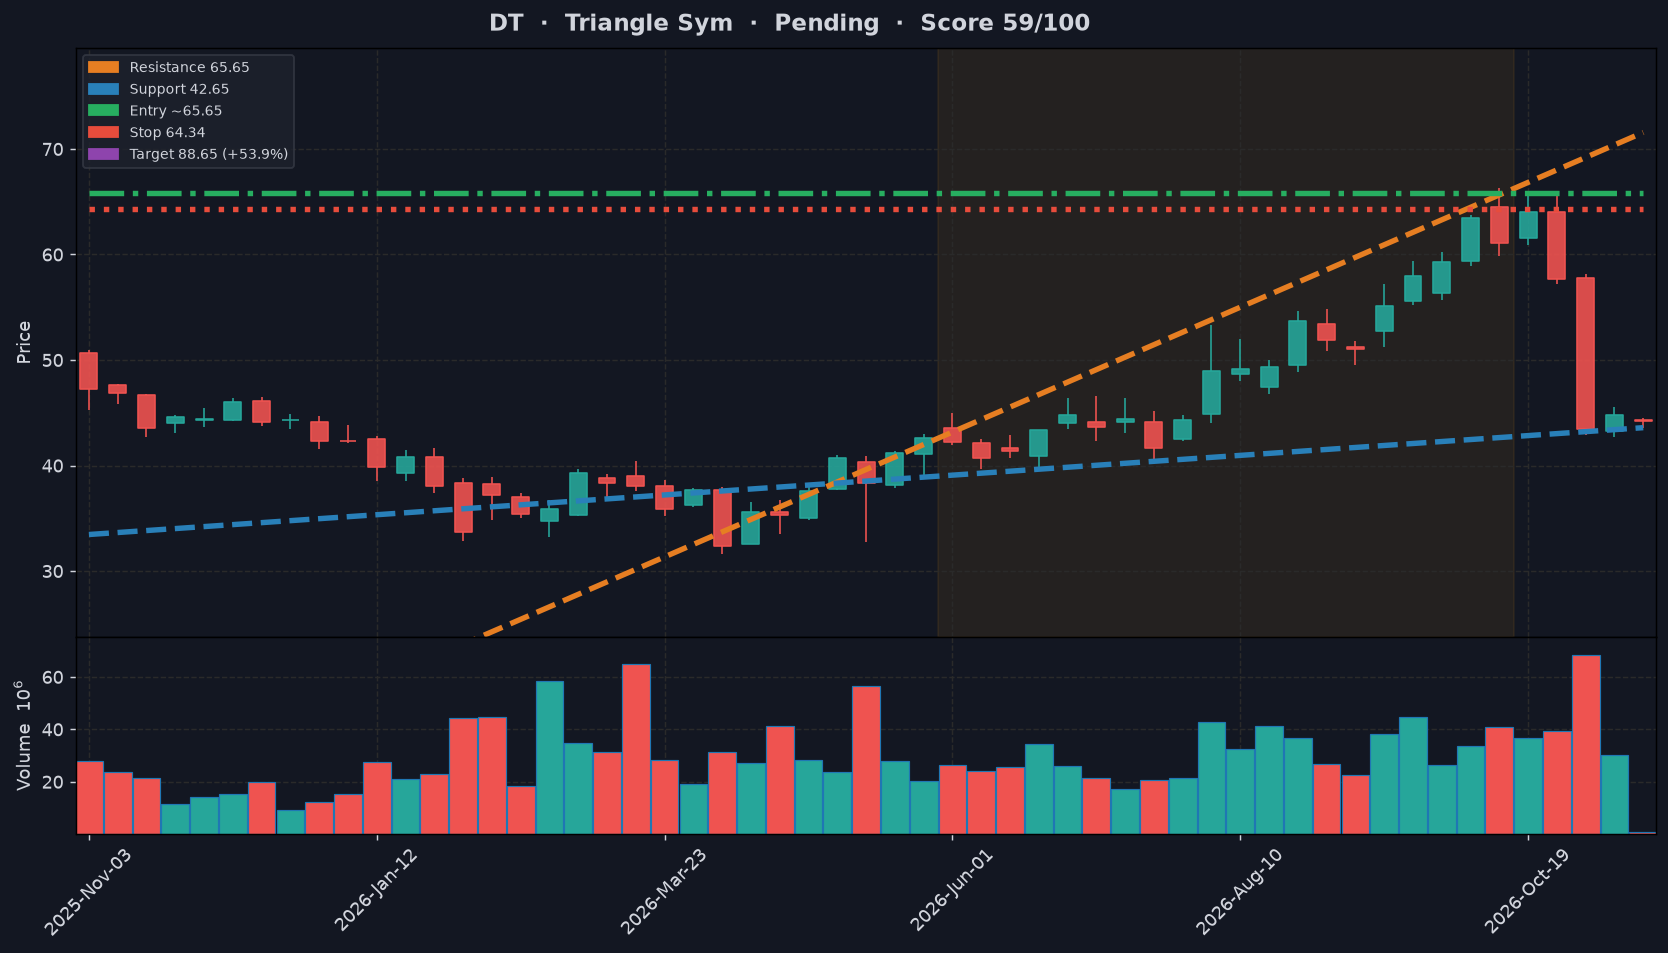 DT · Triangle Sym · Pending · Score 59/100
Resistance 65.65
Support 42.65
Entry ~65.65
Stop 64.34
Target 88.65 (+53.9%)
Price
70
60
50
40
30
Volume 10⁶
60
40
20
2025-Nov-03
2026-Jan-12
2026-Mar-23
2026-Jun-01
2026-Aug-10
2026-Oct-19